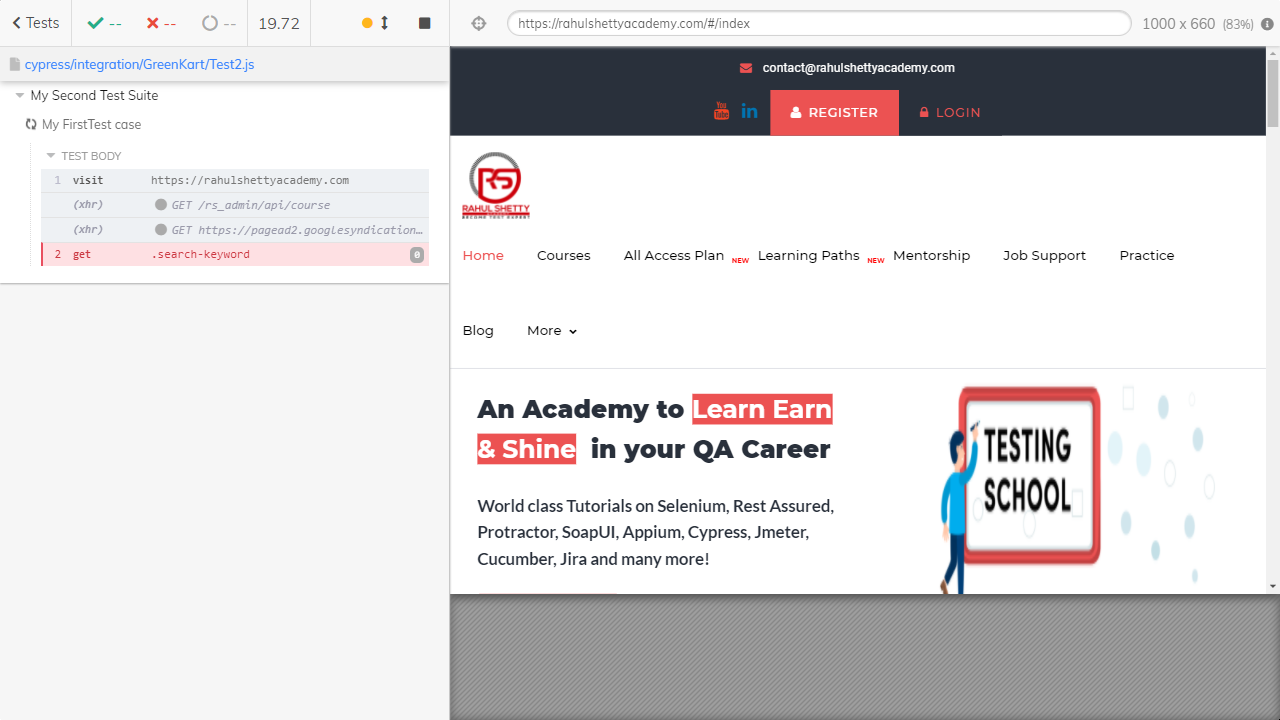 Tests -- -- -- 19.72
https://rahulshettyacademy.com/#/index 1000 x 660 (83%)
cypress/integration/GreenKart/Test2.js
My Second Test Suite
My FirstTest case
TEST BODY
1 visit https://rahulshettyacademy.com
(xhr) GET /rs_admin/api/course
(xhr) GET https://pagead2.googlesyndication…
2 get .search-keyword 0
contact@rahulshettyacademy.com
You Tube in REGISTER LOGIN
RS
RAHUL SHETTY
Home Courses All Access Plan NEW Learning Paths NEW Mentorship Job Support Practice
Blog More
An Academy to Learn Earn
& Shine in your QA Career
World class Tutorials on Selenium, Rest Assured,
Protractor, SoapUI, Appium, Cypress, Jmeter,
Cucumber, Jira and many more!
TESTING
SCHOOL